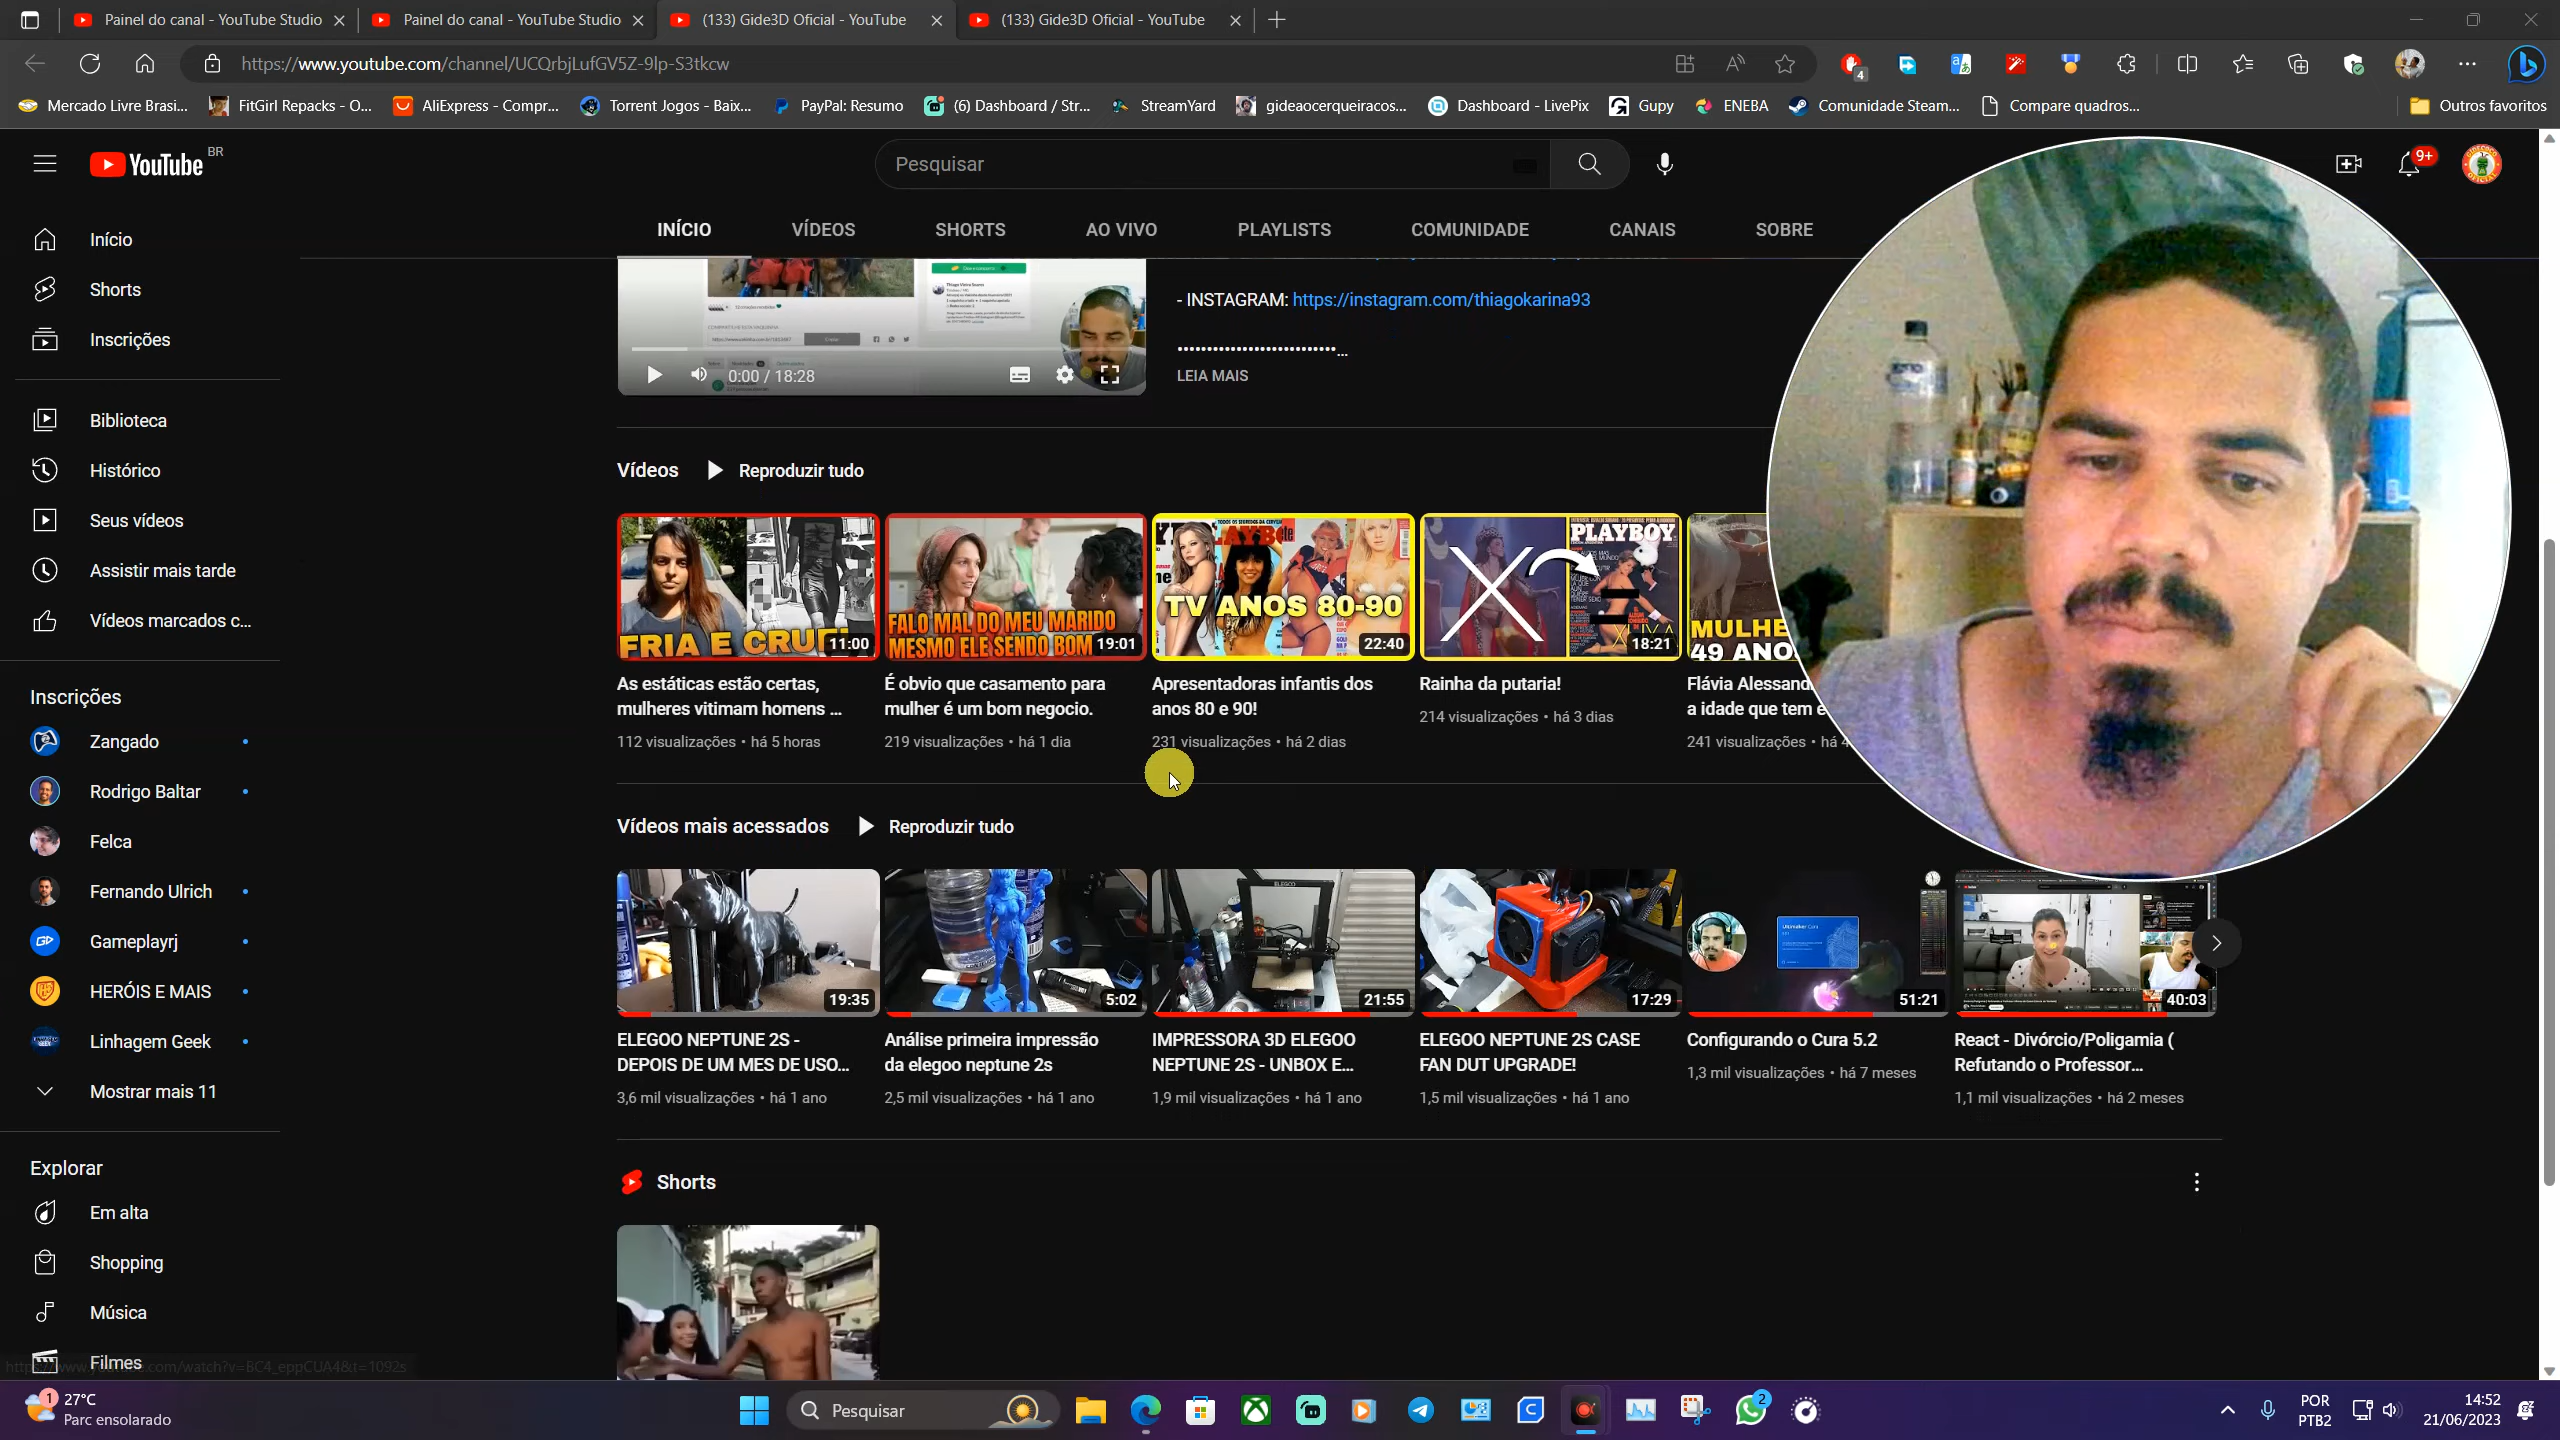 Painel do canal - YouTube Studio
Painel do canal - YouTube Studio
(133) Gide3D Oficial - YouTube
(133) Gide3D Oficial - YouTube
https://www.youtube.com/channel/UCQrbjLufGV5Z-9lp-S3tkcw
4
Mercado Livre Brasi...
FitGirl Repacks - O...
AliExpress - Compr...
Torrent Jogos - Baix...
PayPal: Resumo
(6) Dashboard / Str...
StreamYard
gideaocerqueiracos...
Dashboard - LivePix
Gupy
ENEBA
Comunidade Steam...
Compare quadros...
Outros favoritos
YouTube BR
Pesquisar
9+
INÍCIO
VÍDEOS
SHORTS
AO VIVO
PLAYLISTS
COMUNIDADE
CANAIS
SOBRE
Início
Shorts
Inscrições
Biblioteca
Histórico
Seus vídeos
Assistir mais tarde
Vídeos marcados c...
Inscrições
Zangado
Rodrigo Baltar
Felca
Fernando Ulrich
Gameplayrj
HERÓIS E MAIS
Linhagem Geek
Mostrar mais 11
Explorar
Em alta
Shopping
Música
Filmes
0:00 / 18:28
- INSTAGRAM: https://instagram.com/thiagokarina93
............................
LEIA MAIS
Vídeos
Reproduzir tudo
FRIA E CRUEL
11:00
FALO MAL DO MEU MARIDO
MESMO ELE SENDO BOM
19:01
TV ANOS 80-90
22:40
PLAYBOY
18:21
MULHE
49 ANO
As estáticas estão certas,
mulheres vitimam homens ...
112 visualizações • há 5 horas
É obvio que casamento para
mulher é um bom negocio.
219 visualizações • há 1 dia
Apresentadoras infantis dos
anos 80 e 90!
231 visualizações • há 2 dias
Rainha da putaria!
214 visualizações • há 3 dias
Flávia Alessand
a idade que tem e
241 visualizações • há 4
Vídeos mais acessados
Reproduzir tudo
19:35
5:02
21:55
17:29
51:21
40:03
ELEGOO NEPTUNE 2S -
DEPOIS DE UM MES DE USO...
3,6 mil visualizações • há 1 ano
Análise primeira impressão
da elegoo neptune 2s
2,5 mil visualizações • há 1 ano
IMPRESSORA 3D ELEGOO
NEPTUNE 2S - UNBOX E...
1,9 mil visualizações • há 1 ano
ELEGOO NEPTUNE 2S CASE
FAN DUT UPGRADE!
1,5 mil visualizações • há 1 ano
Configurando o Cura 5.2
1,3 mil visualizações • há 7 meses
React - Divórcio/Poligamia (
Refutando o Professor...
1,1 mil visualizações • há 2 meses
Shorts
https://www.youtube.com/watch?v=BC4_eppCUA4&t=1092s
1
27°C
Parc ensolarado
Pesquisar
2
POR
PTB2
14:52
21/06/2023